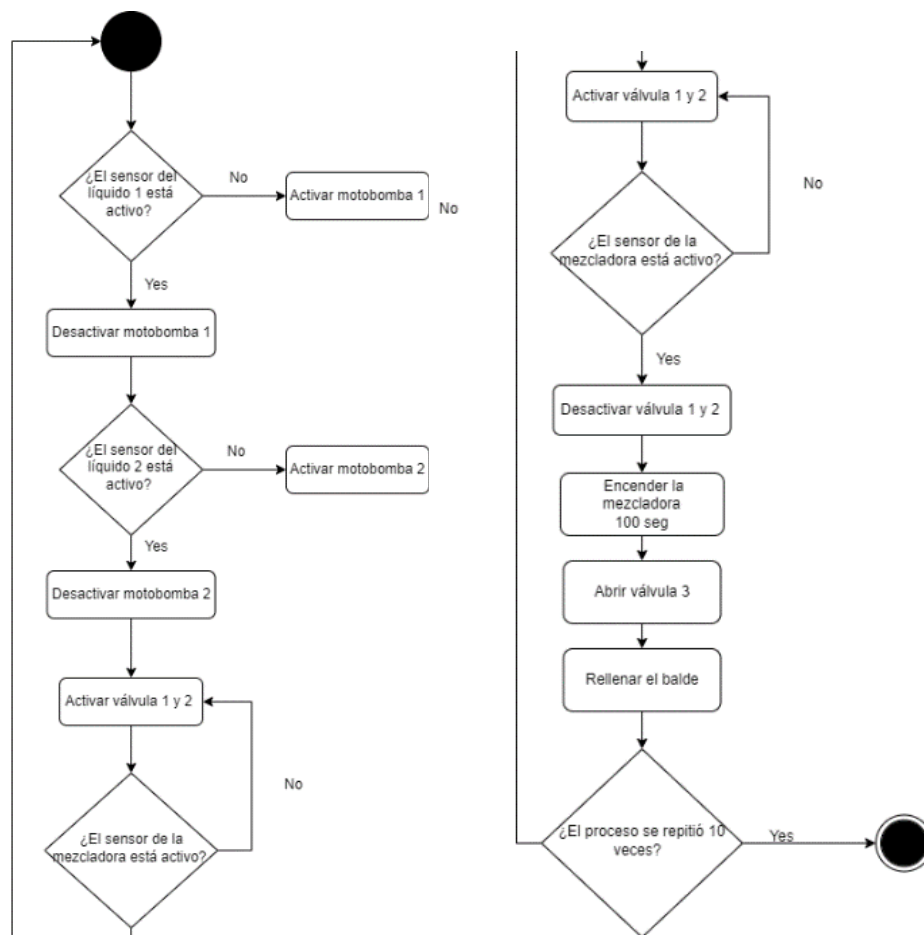 ¿El sensor del
líquido 1 está
activo?
No
Activar motobomba 1
No
Yes
Desactivar motobomba 1
¿El sensor del
líquido 2 está
activo?
No
Activar motobomba 2
Yes
Desactivar motobomba 2
Activar válvula 1 y 2
No
¿El sensor de la
mezcladora está activo?
Activar válvula 1 y 2
No
¿El sensor de la
mezcladora está activo?
Yes
Desactivar válvula 1 y 2
Encender la
mezcladora
100 seg
Abrir válvula 3
Rellenar el balde
¿El proceso se repitió 10
veces?
Yes